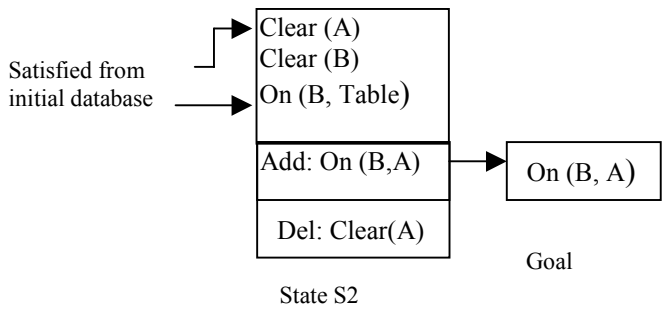 Clear (A)
Clear (B)
Satisfied from
initial database
On (B, Table)
Add: On (B,A)
On (B, A)
Del: Clear(A)
Goal
State S2